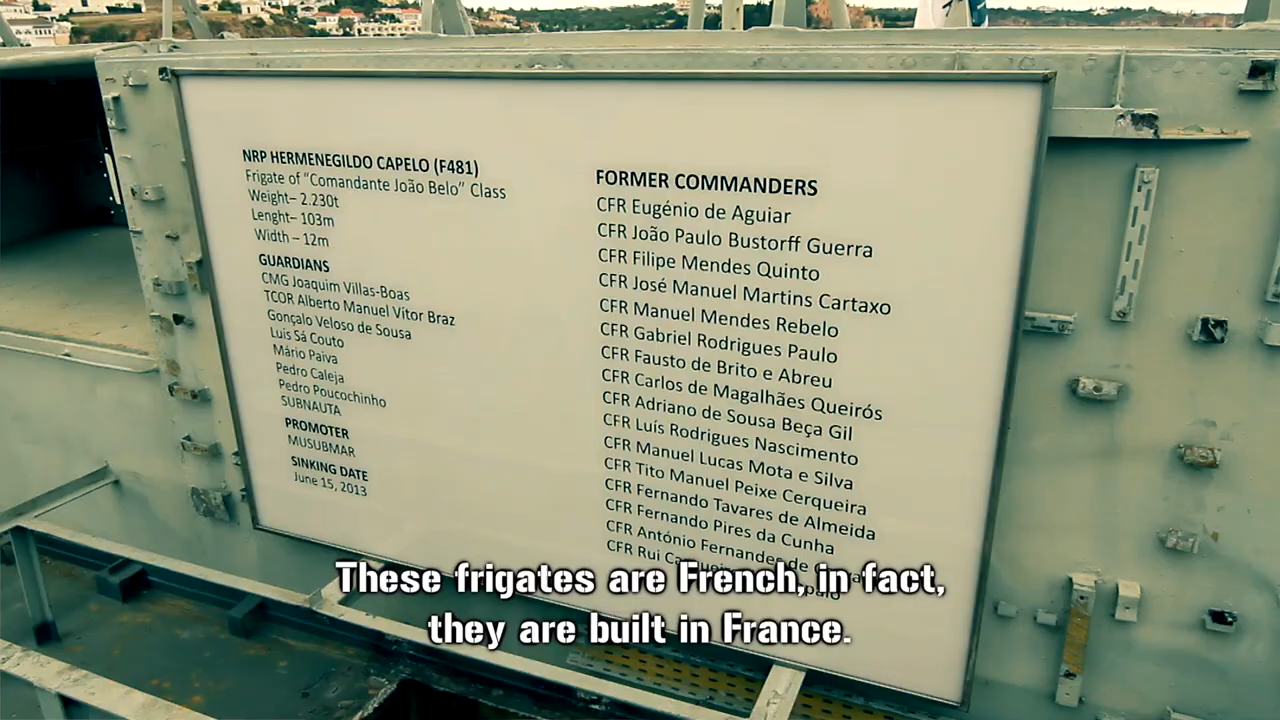 NRP HERMENEGILDO CAPELO (F481)
Frigate of "Comandante João Belo" Class
Weight– 2.230t
Lenght– 103m
Width – 12m
GUARDIANS
CMG Joaquim Villas-Boas
TCOR Alberto Manuel Vitor Braz
Gonçalo Veloso de Sousa
Luis Sá Couto
Mário Paiva
Pedro Caleja
Pedro Poucochinho
SUBNAUTA
PROMOTER
MUSUBMAR
SINKING DATE
June 15, 2013
FORMER COMMANDERS
CFR Eugénio de Aguiar
CFR João Paulo Bustorff Guerra
CFR Filipe Mendes Quinto
CFR José Manuel Martins Cartaxo
CFR Manuel Mendes Rebelo
CFR Gabriel Rodrigues Paulo
CFR Fausto de Brito e Abreu
CFR Carlos de Magalhães Queirós
CFR Adriano de Sousa Beça Gil
CFR Luís Rodrigues Nascimento
CFR Manuel Lucas Mota e Silva
CFR Tito Manuel Peixe Cerqueira
CFR Fernando Tavares de Almeida
CFR Fernando Pires da Cunha
CFR António Fernandes de
CFR Rui
These frigates are French, in fact,
they are built in France.